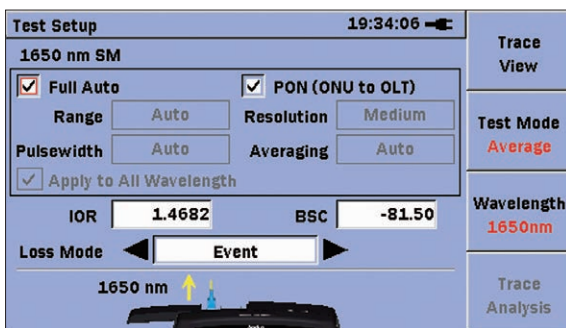 Test Setup 19:34:06
1650 nm SM
Full Auto PON (ONU to OLT)
Range Auto Resolution Medium
Pulsewidth Auto Averaging Auto
Apply to All Wavelength
IOR 1.4682 BSC -81.50
Loss Mode Event
1650 nm
Trace
View
Test Mode
Average
Wavelength
1650nm
Trace
Analysis